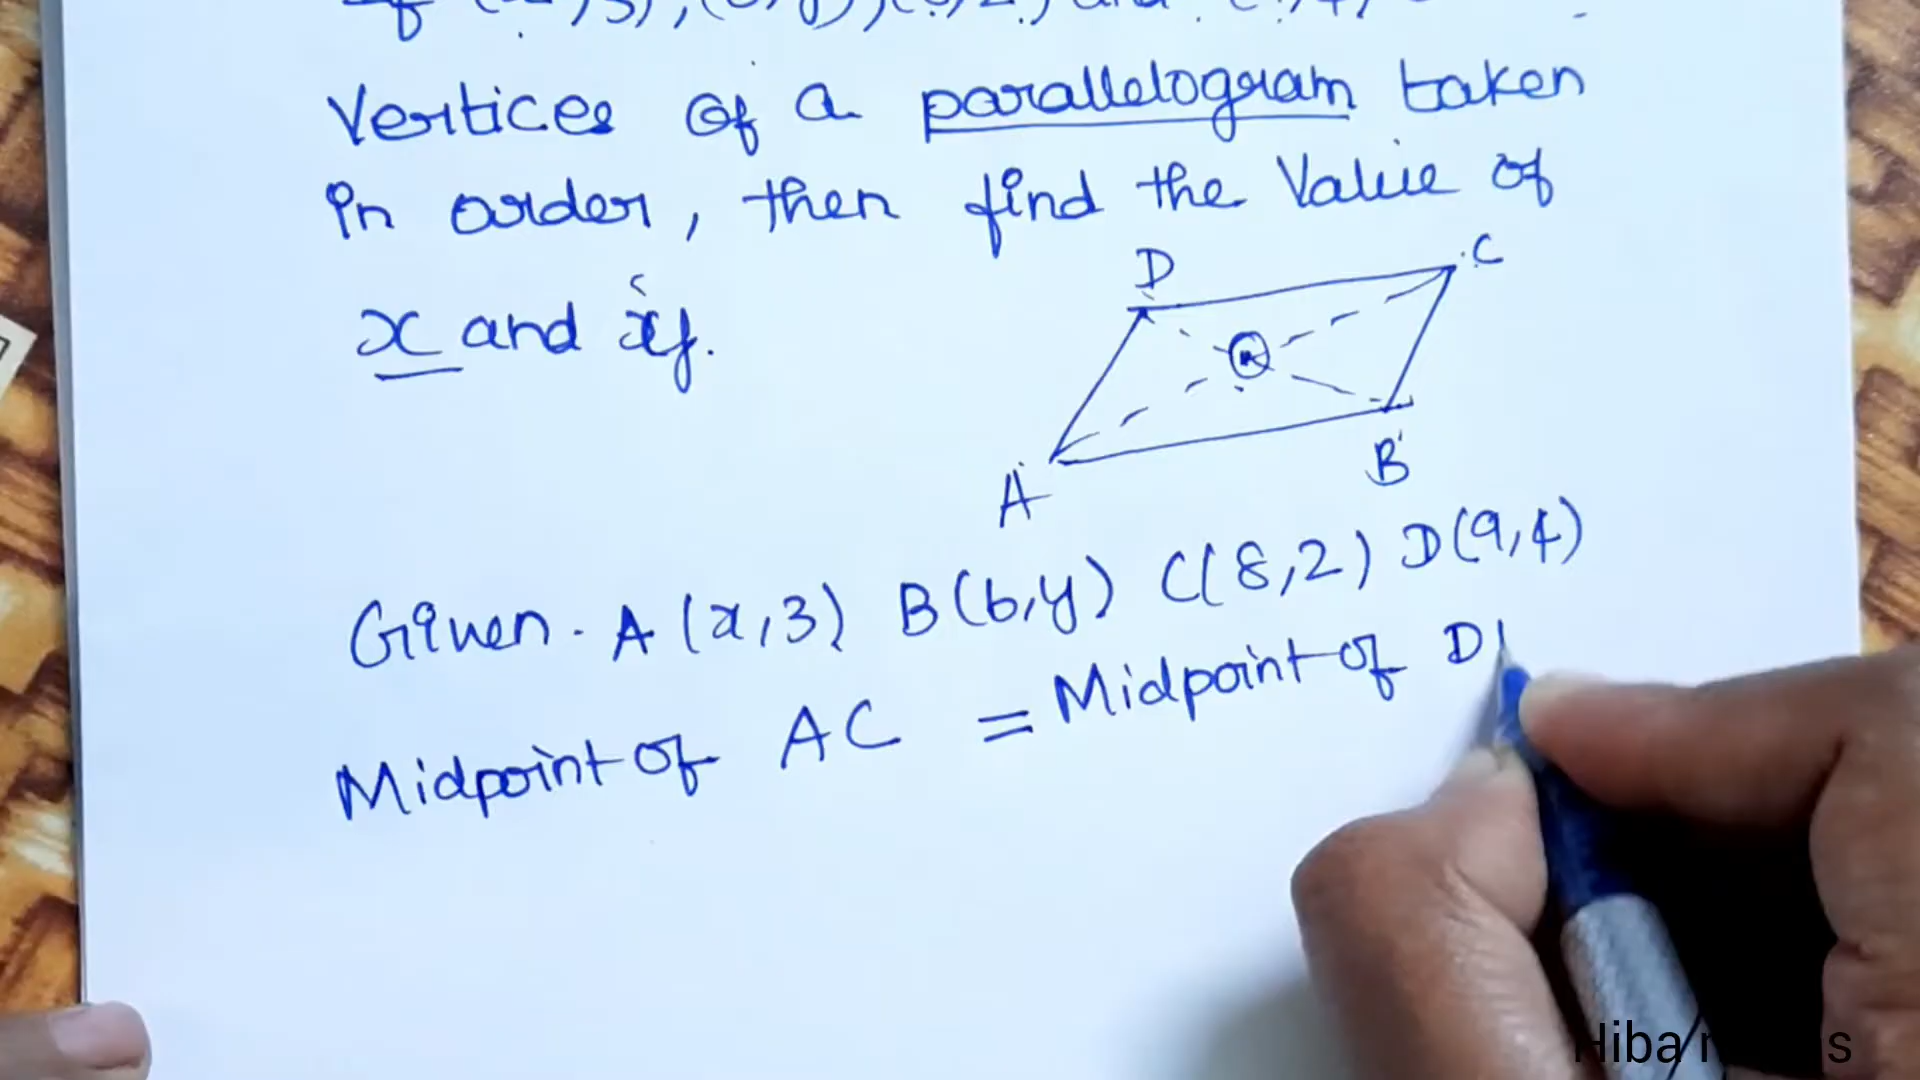 Vertices of a parallelogram taken
in order, then find the Value of
x and y.
D C
A B
Given. A(x,3) B(6,y) C(8,2) D(9,4)
Midpoint of AC = Midpoint of D
Hiba